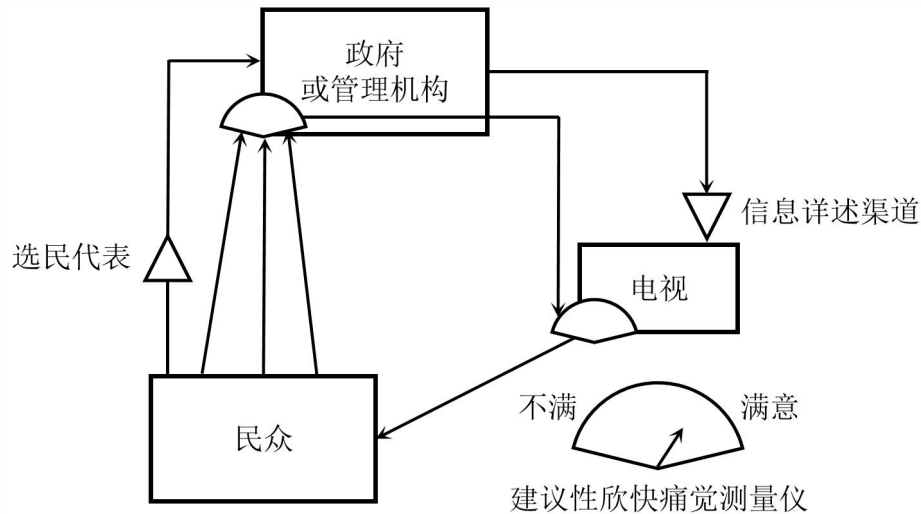 政府
或管理机构
信息详述渠道
选民代表
电视
不满
满意
民众
建议性欣快痛觉测量仪